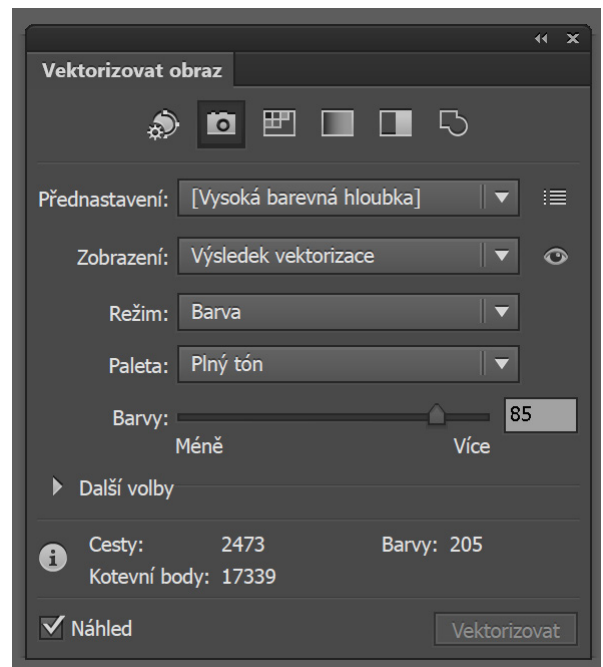 Vektorizovat obraz
Přednastavení: [Vysoká barevná hloubka]
Zobrazení: Výsledek vektorizace
Režim: Barva
Paleta: Plný tón
Barvy: 85
Méně Více
Další volby
Cesty: 2473 Barvy: 205
Kotevní body: 17339
Náhled Vektorizovat